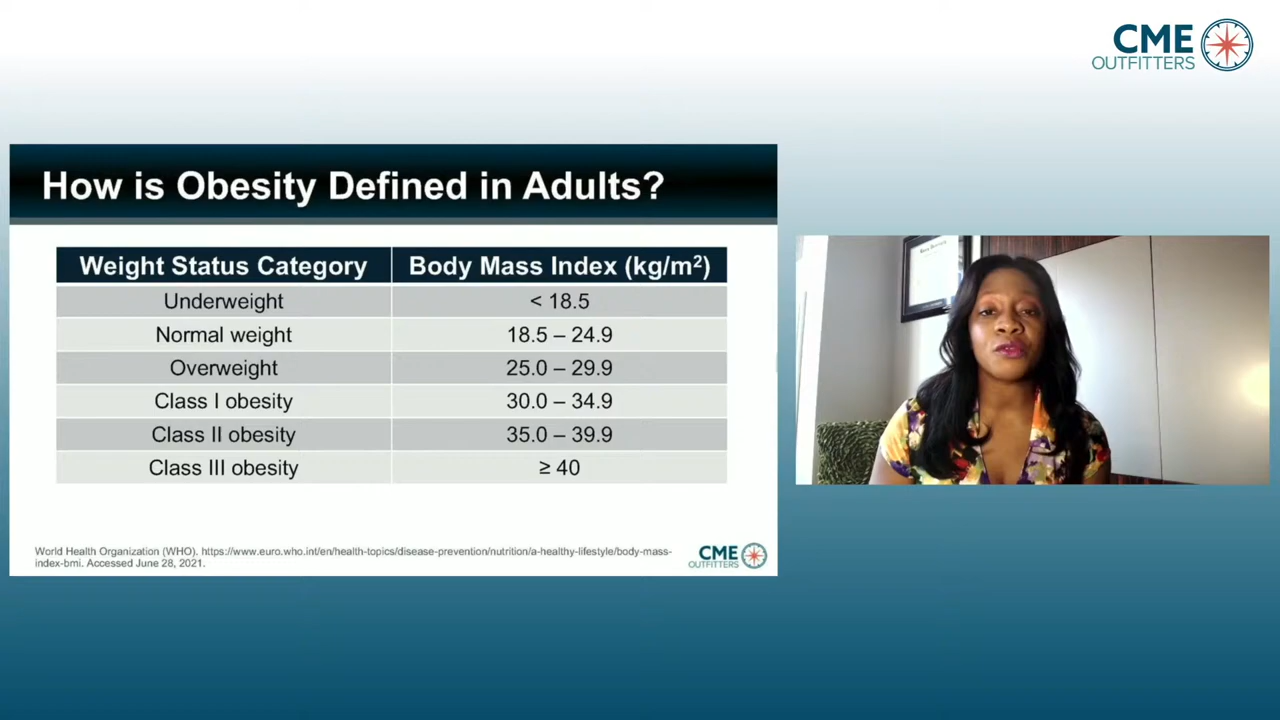 CME
OUTFITTERS
How is Obesity Defined in Adults?
Weight Status Category Body Mass Index (kg/m²)
Underweight < 18.5
Normal weight 18.5 – 24.9
Overweight 25.0 – 29.9
Class I obesity 30.0 – 34.9
Class II obesity 35.0 – 39.9
Class III obesity ≥ 40
World Health Organization (WHO). https://www.euro.who.int/en/health-topics/disease-prevention/nutrition/a-healthy-lifestyle/body-mass-
index-bmi. Accessed June 28, 2021.
CME
OUTFITTERS